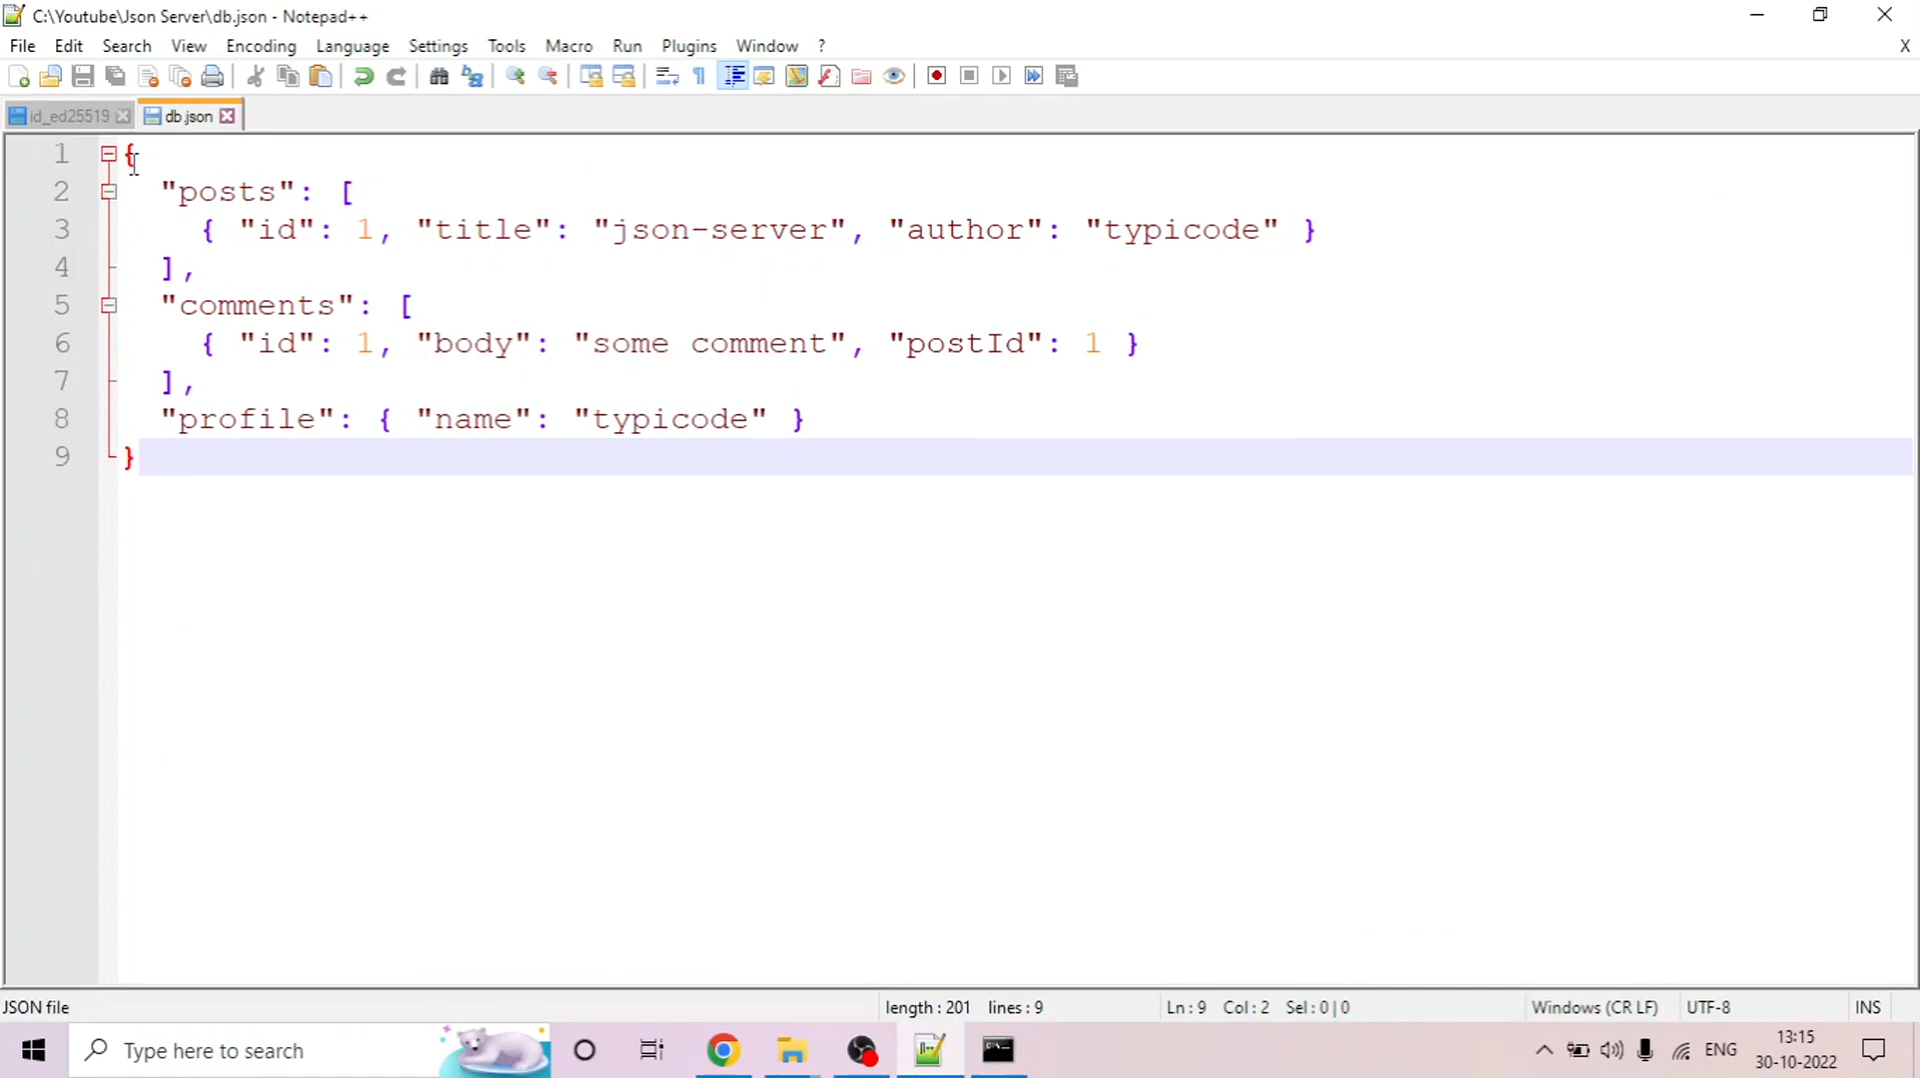 C:\Youtube\Json Server\db.json - Notepad++
File Edit Search View Encoding Language Settings Tools Macro Run Plugins Window ? X
id_ed25519 db.json
1 {
2 "posts": [
3 { "id": 1, "title": "json-server", "author": "typicode" }
4 ],
5 "comments": [
6 { "id": 1, "body": "some comment", "postId": 1 }
7 ],
8 "profile": { "name": "typicode" }
9 }
JSON file length : 201 lines : 9 Ln : 9 Col : 2 Sel : 0 | 0 Windows (CR LF) UTF-8 INS
Type here to search ENG 13:15
30-10-2022